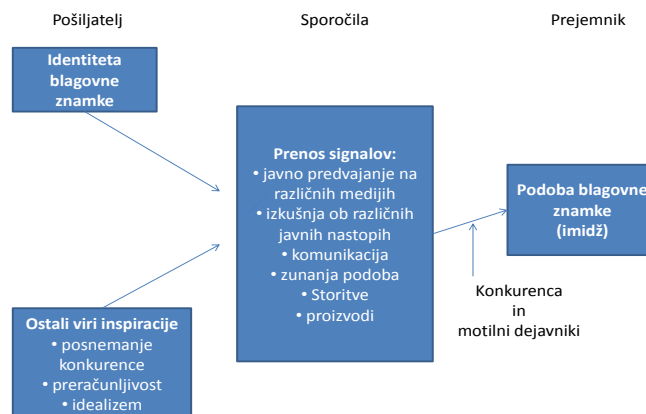 Pošiljatelj
Sporočila
Prejemnik
Identiteta
blagovne
znamke
Prenos signalov:
• javno predvajanje na
različnih medijih
• izkušnja ob različnih
javnih nastopih
• komunikacija
• zunanja podoba
• Storitve
• proizvodi
Podoba blagovne
znamke
(imidž)
Konkurenca
in
motilni dejavniki
Ostali viri inspiracije
• posnemanje
konkurence
• preračunljivost
• idealizem